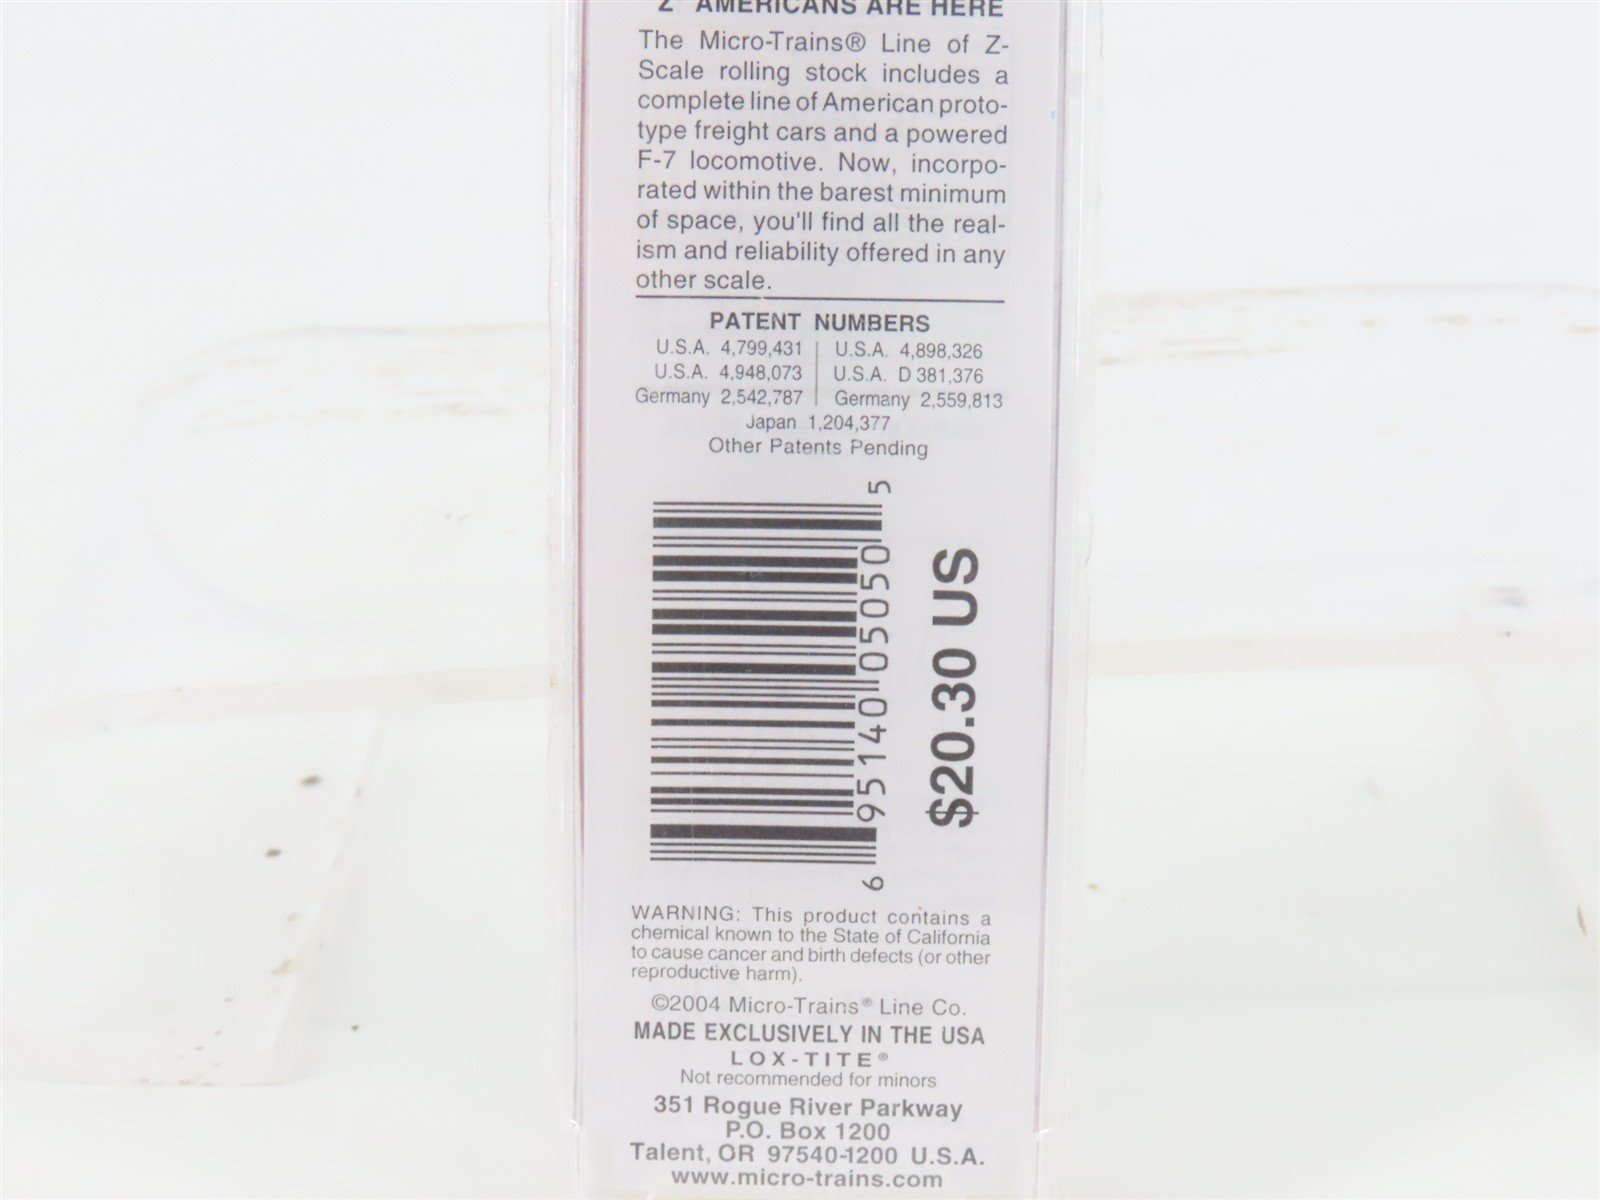 Z® AMERICANS ARE HERE
The Micro-Trains® Line of Z-
Scale rolling stock includes a
complete line of American proto-
type freight cars and a powered
F-7 locomotive. Now, incorpo-
rated within the barest minimum
of space, you'll find all the real-
ism and reliability offered in any
other scale.
PATENT NUMBERS
U.S.A. 4,799,431 | U.S.A. 4,898,326
U.S.A. 4,948,073 | U.S.A. D 381,376
Germany 2,542,787 | Germany 2,559,813
Japan 1,204,377
Other Patents Pending
6 95140 05050 5
$20.30 US
WARNING: This product contains a
chemical known to the State of California
to cause cancer and birth defects (or other
reproductive harm).
©2004 Micro-Trains® Line Co.
MADE EXCLUSIVELY IN THE USA
LOX-TITE®
Not recommended for minors
351 Rogue River Parkway
P.O. Box 1200
Talent, OR 97540-1200 U.S.A.
www.micro-trains.com